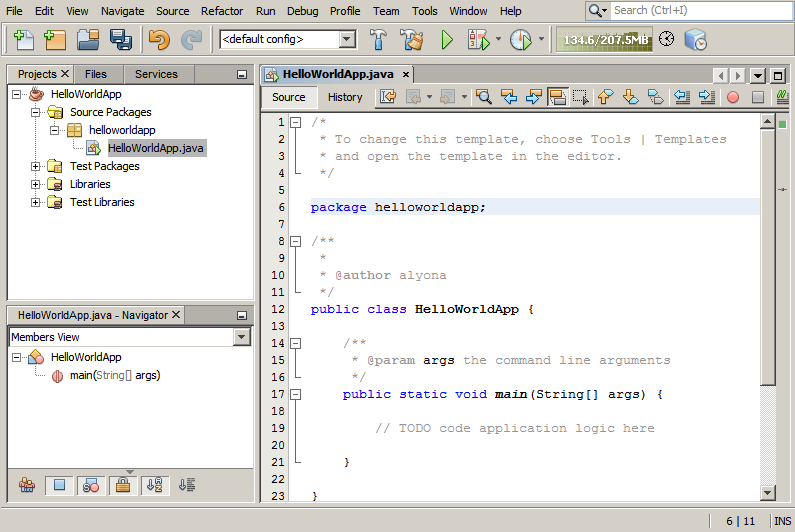 File Edit View Navigate Source Refactor Run Debug Profile Team Tools Window Help
Search (Ctrl+I)
<default config>
134.6/207.5MB
Projects Files Services
HelloWorldApp
Source Packages
helloworldapp
HelloWorldApp.java
Test Packages
Libraries
Test Libraries
HelloWorldApp.java - Navigator
Members View
HelloWorldApp
main(String[] args)
HelloWorldApp.java
Source History
1 /*
2 * To change this template, choose Tools | Templates
3 * and open the template in the editor.
4 */
5
6 package helloworldapp;
7
8 /**
9 *
10 * @author alyona
11 */
12 public class HelloWorldApp {
13
14 /**
15 * @param args the command line arguments
16 */
17 public static void main(String[] args) {
18
19 // TODO code application logic here
20
21 }
22
23 }
6 | 11 INS